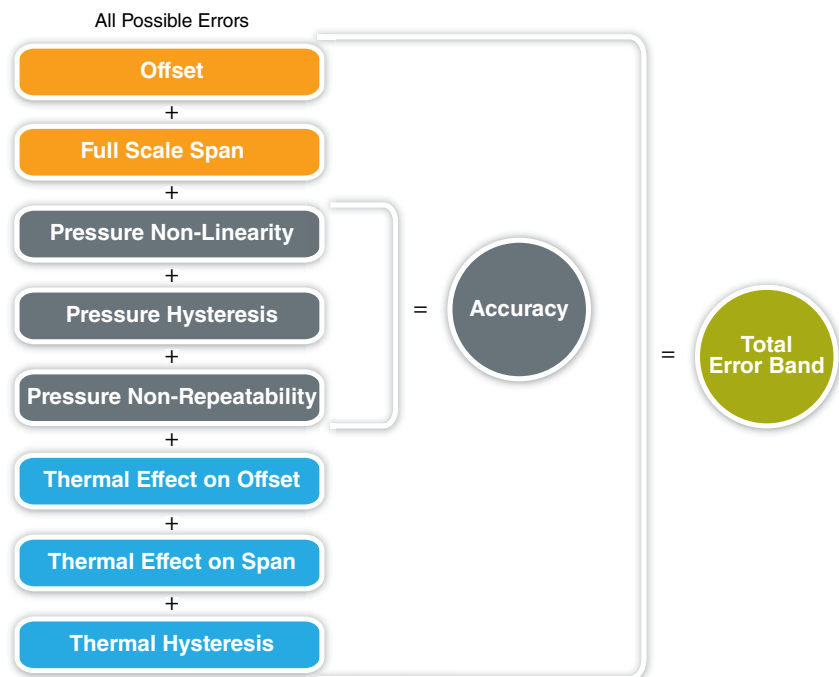 All Possible Errors
Offset
+
Full Scale Span
+
Pressure Non-Linearity
+
Pressure Hysteresis
+
Pressure Non-Repeatability
+
Thermal Effect on Offset
+
Thermal Effect on Span
+
Thermal Hysteresis
=
Accuracy
=
Total
Error Band